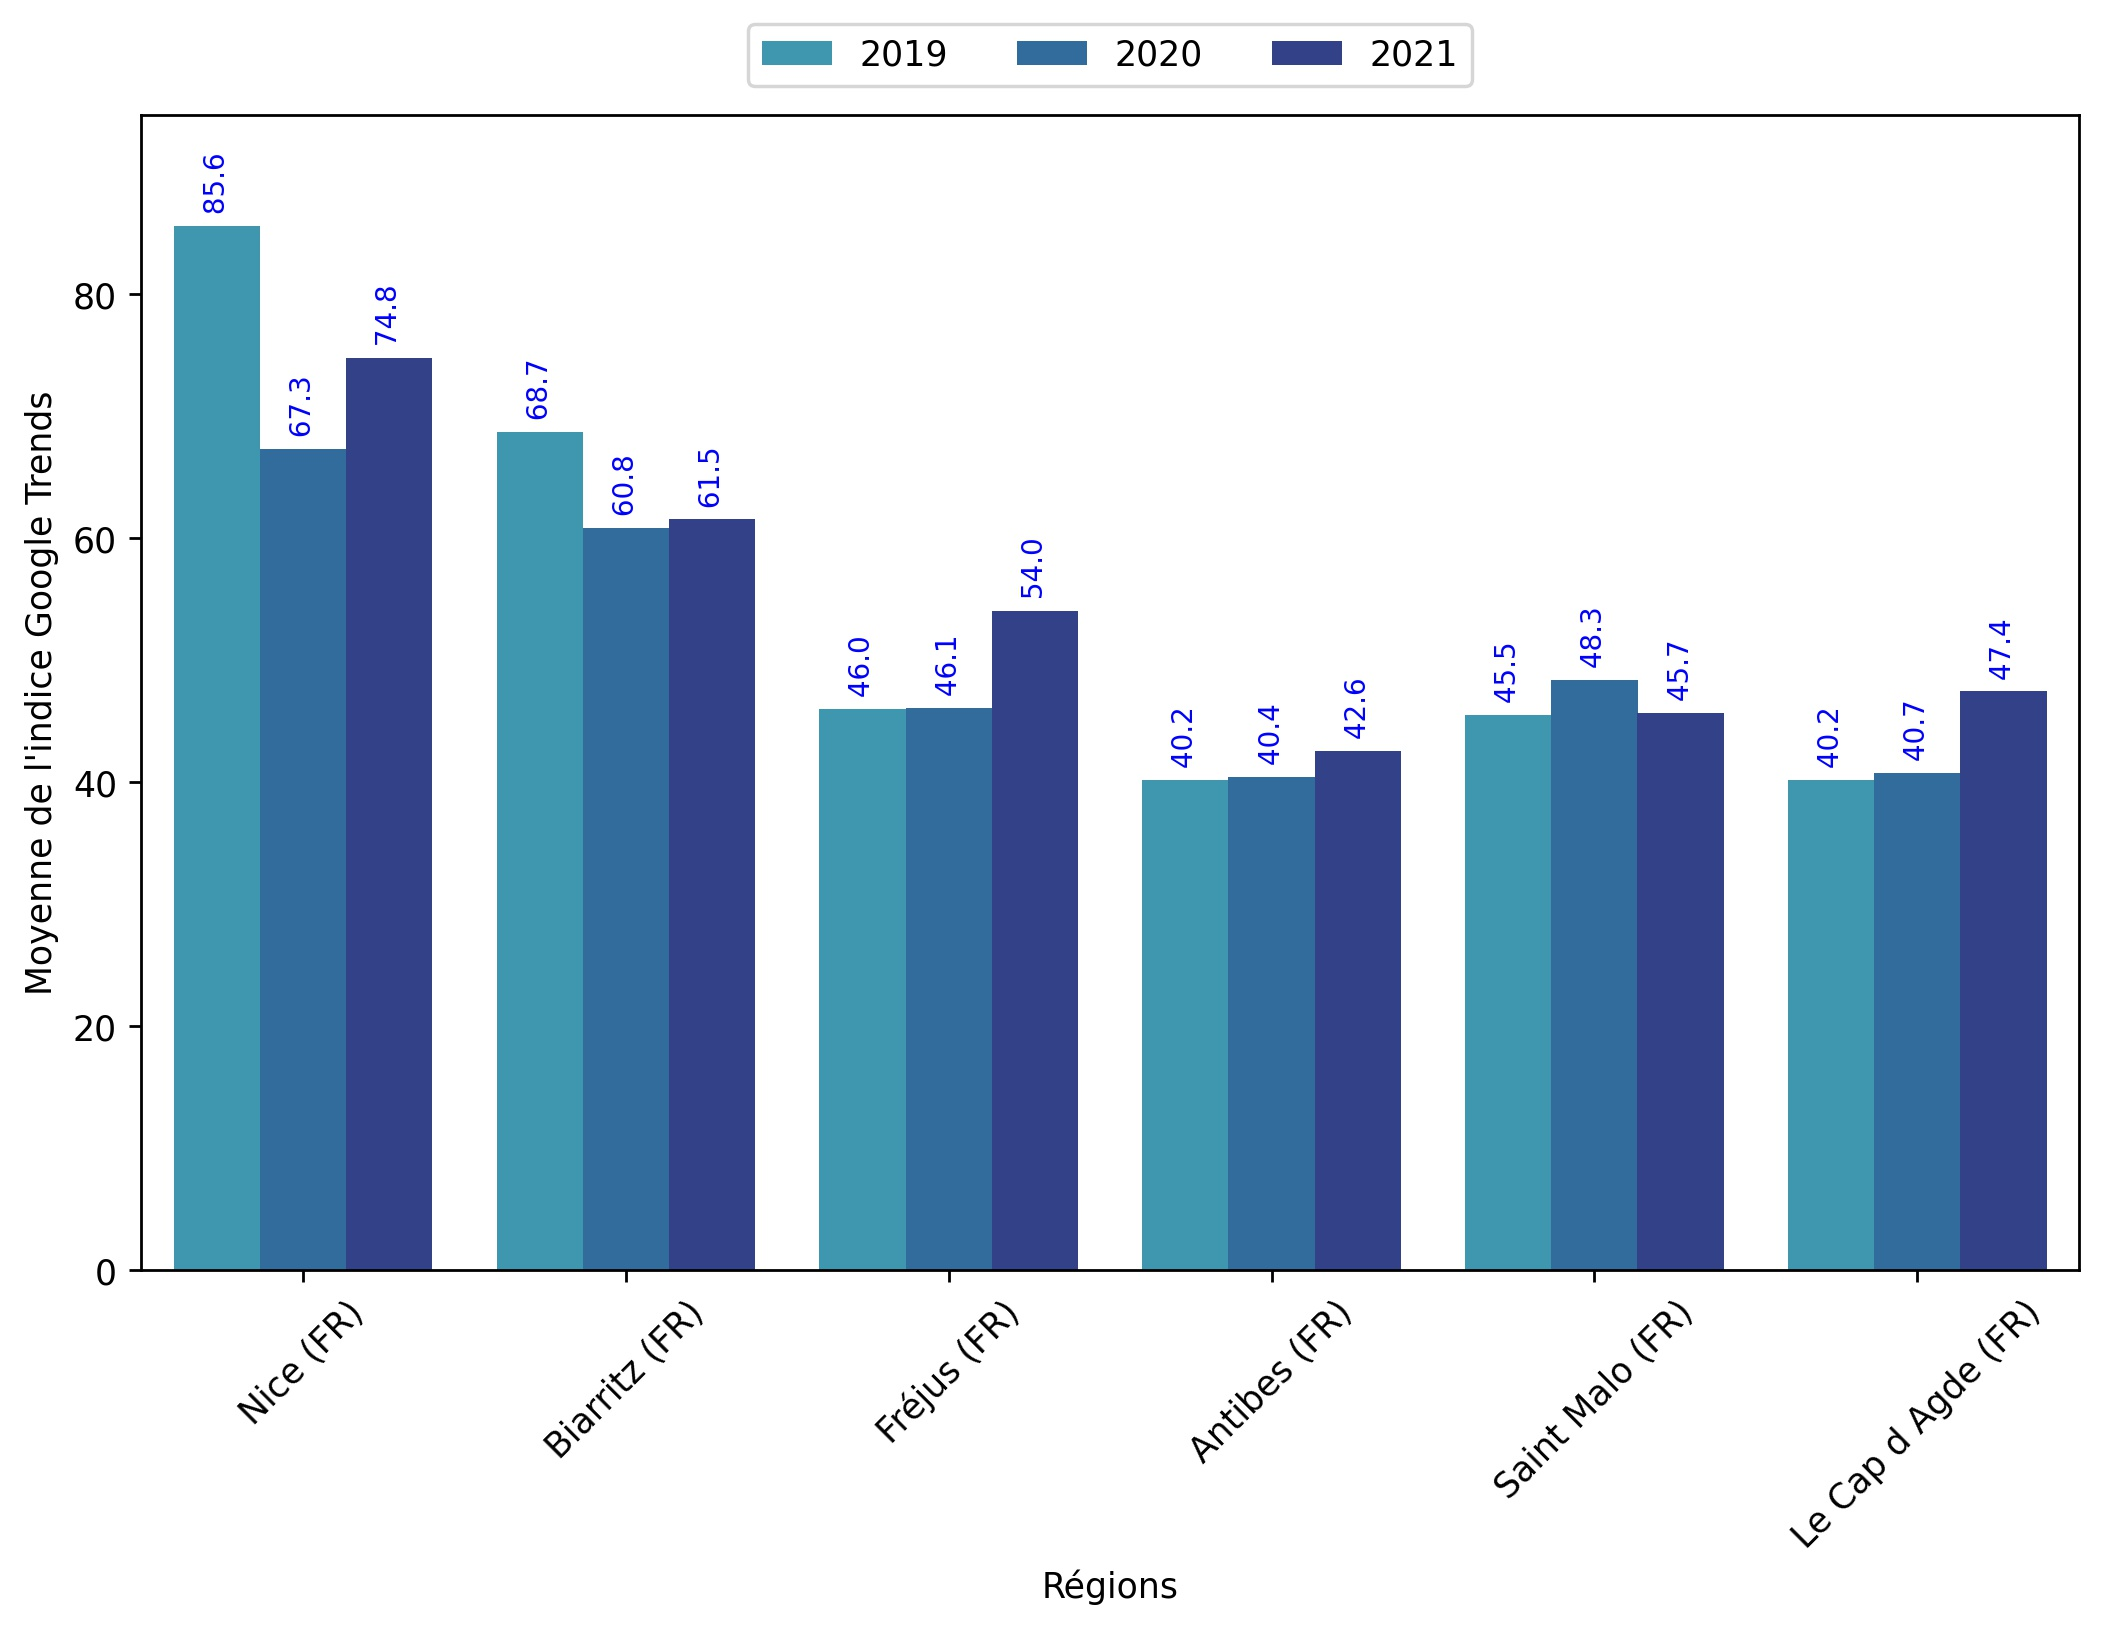 2019 2020 2021
Moyenne de l'indice Google Trends
80
60
40
20
0
85.6 67.3 74.8
68.7 60.8 61.5
46.0 46.1 54.0
40.2 40.4 42.6
45.5 48.3 45.7
40.2 40.7 47.4
Nice (FR)
Biarritz (FR)
Fréjus (FR)
Antibes (FR)
Saint Malo (FR)
Le Cap d Agde (FR)
Régions